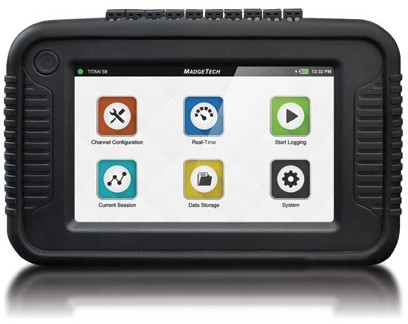 TITAN S8 MADGETECH 12:32 PM
Channel Configuration Real-Time Start Logging
Current Session Data Storage System